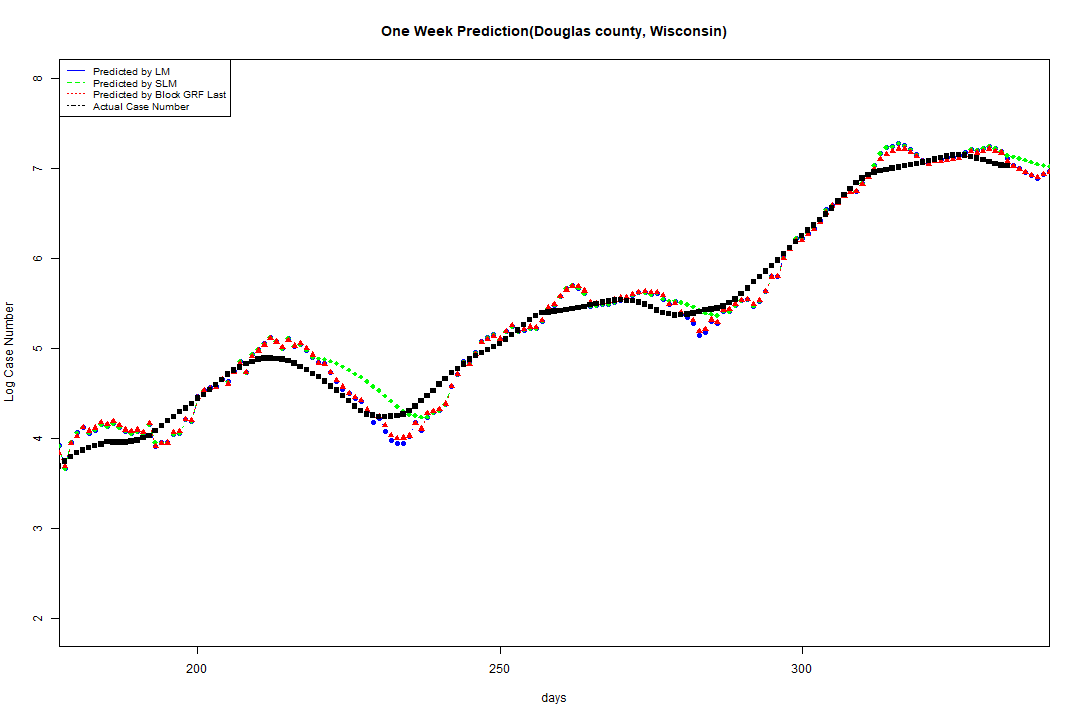 One Week Prediction(Douglas county, Wisconsin)
Predicted by LM
Predicted by SLM
Predicted by Block GRF Last
Actual Case Number
8
7
6
5
4
3
2
Log Case Number
200 250 300
days